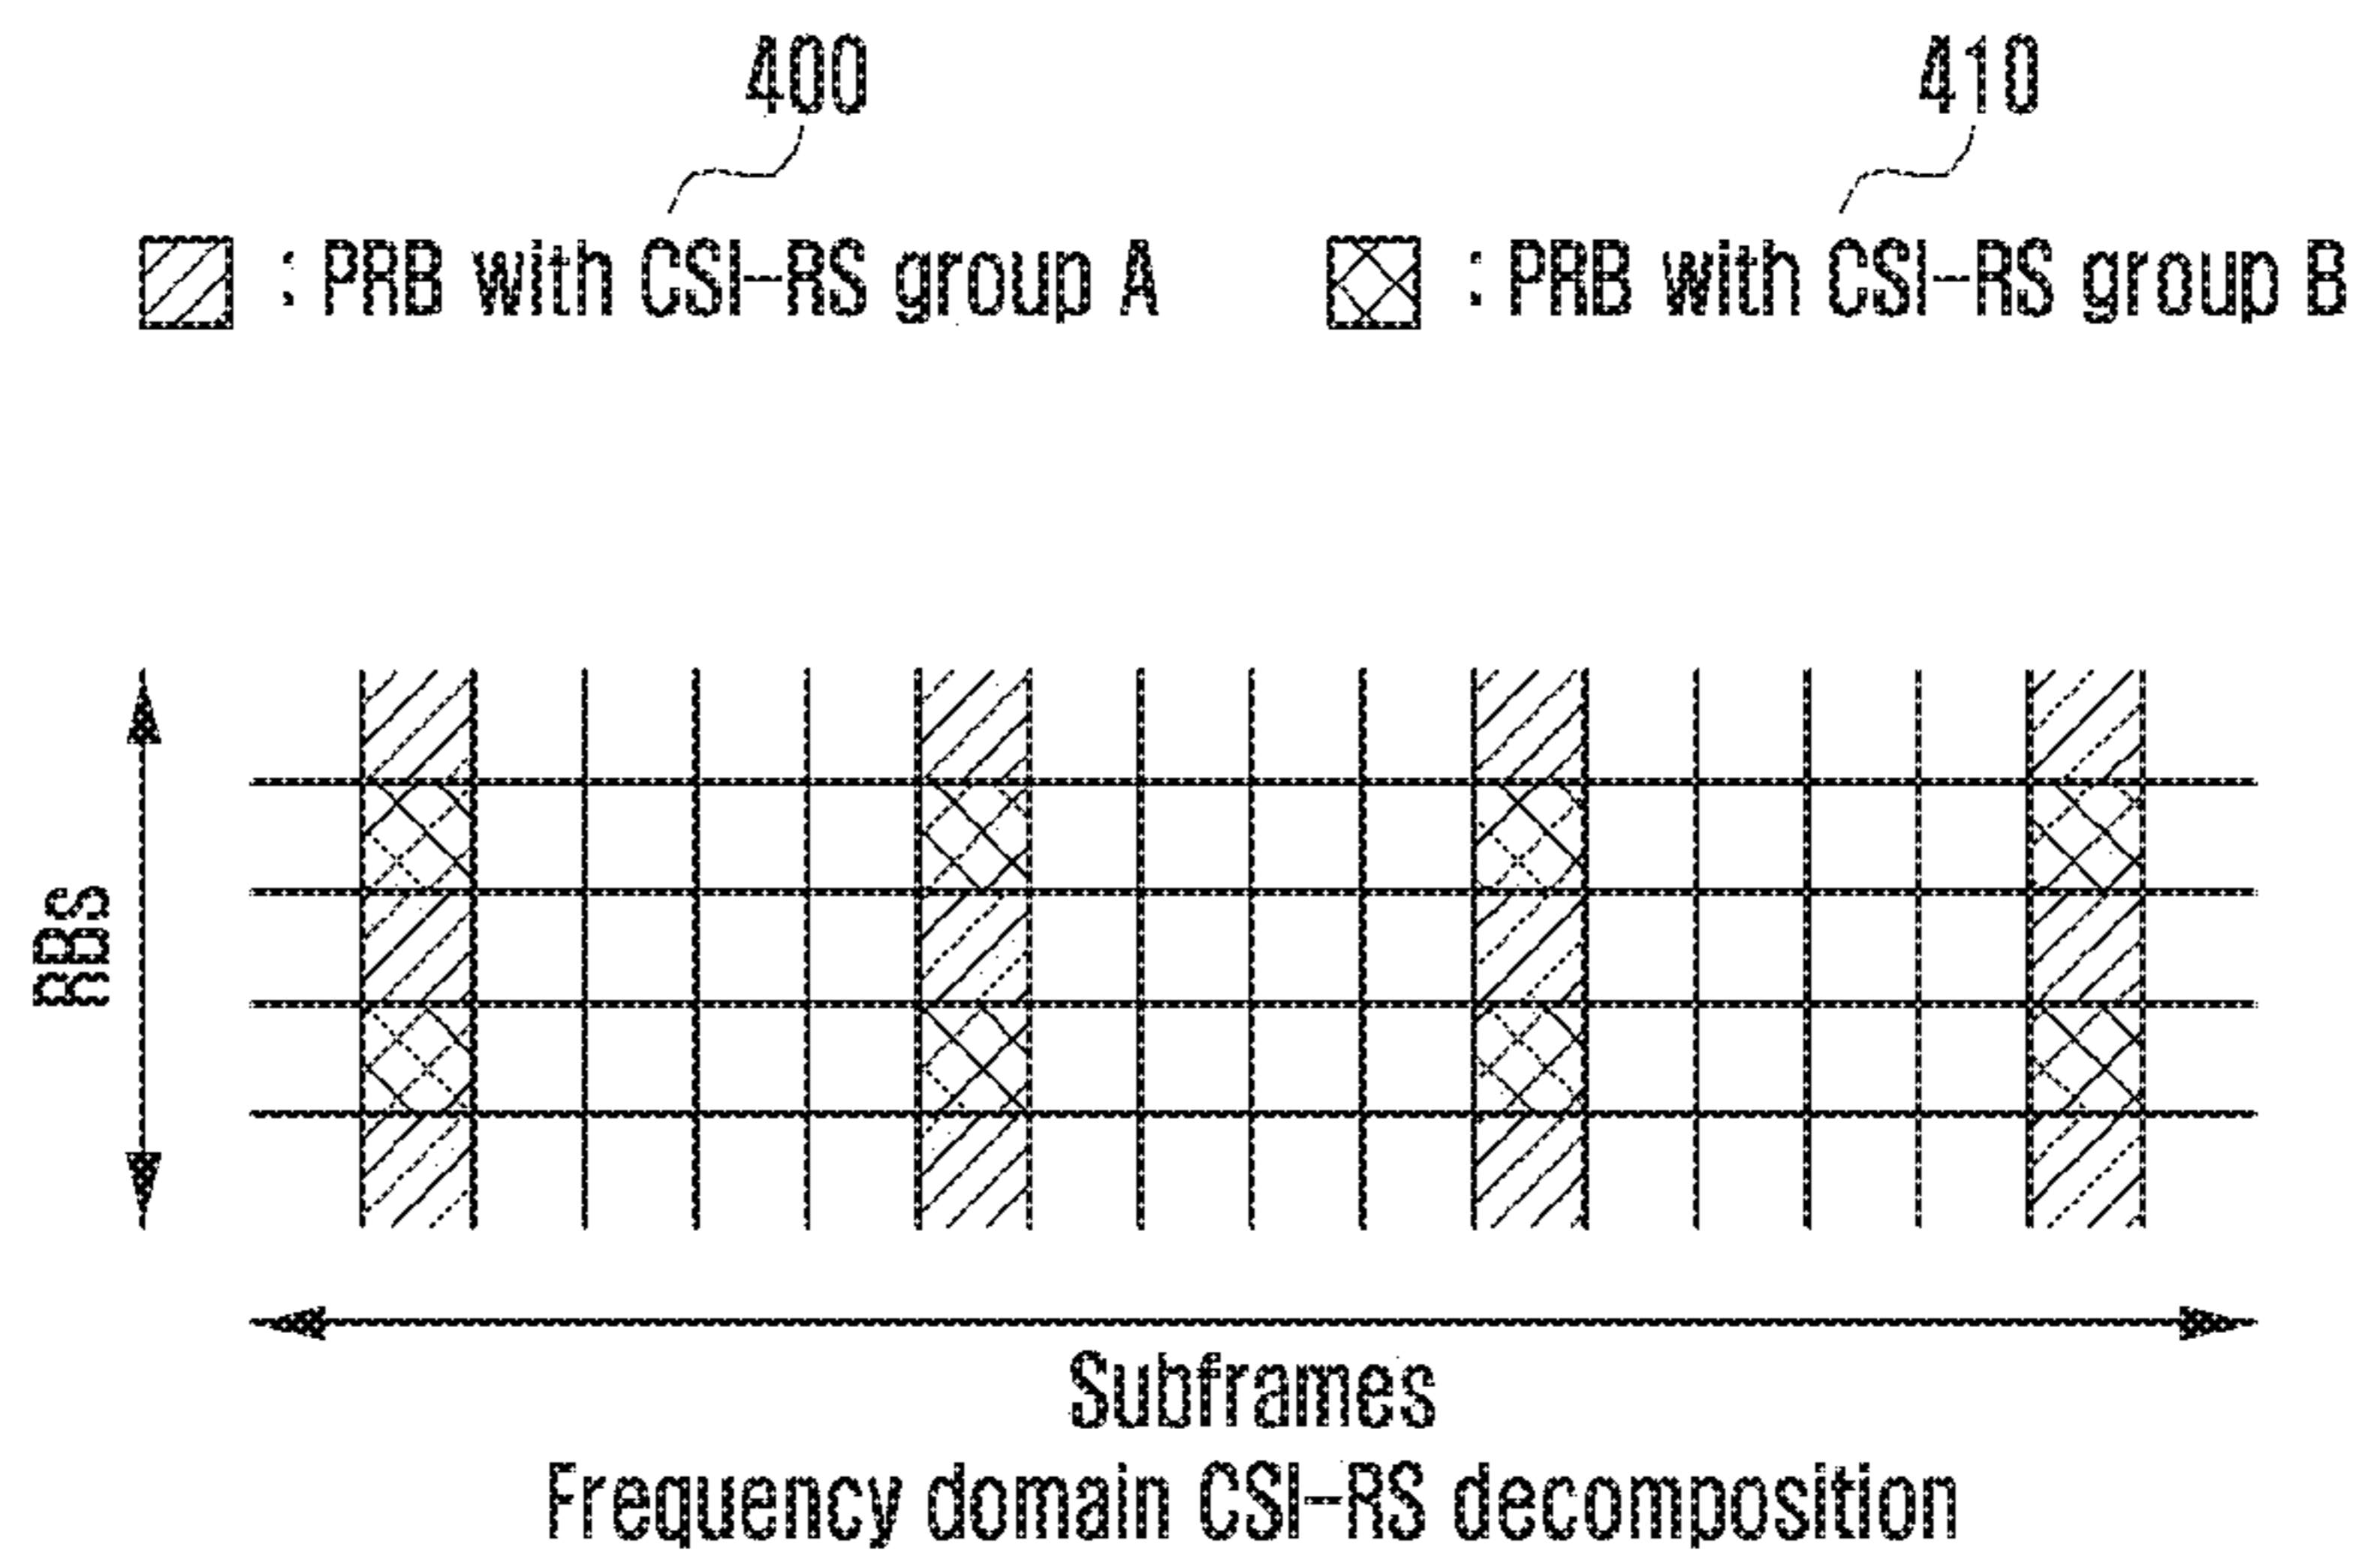 400 410
: PRB with CSI-RS group A : PRB with CSI-RS group B
RBs
Subframes
Frequency domain CSI-RS decomposition